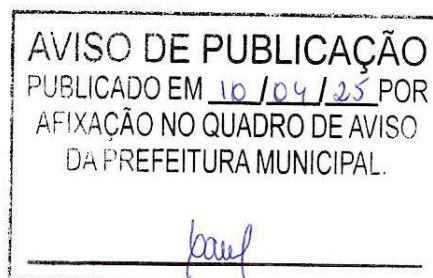 AVISO DE PUBLICAÇÃO
PUBLICADO EM 10/04/25 POR
AFIXAÇÃO NO QUADRO DE AVISO
DA PREFEITURA MUNICIPAL.